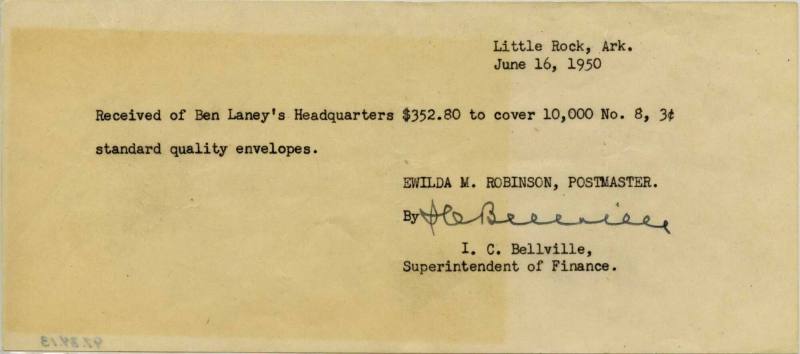 Little Rock, Ark.
June 16, 1950
Received of Ben Laney's Headquarters $352.80 to cover 10,000 No. 8, 3¢
standard quality envelopes.
EWILDA M. ROBINSON, POSTMASTER.
By I C Bellville
I. C. Bellville,
Superintendent of Finance.